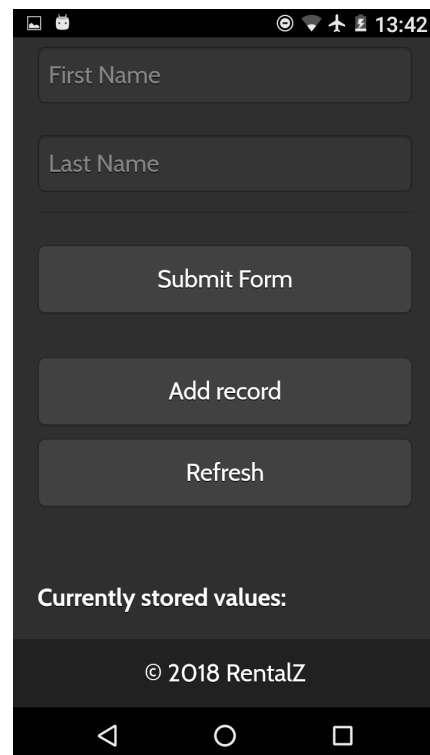 13:42
First Name
Last Name
Submit Form
Add record
Refresh
Currently stored values:
© 2018 RentalZ